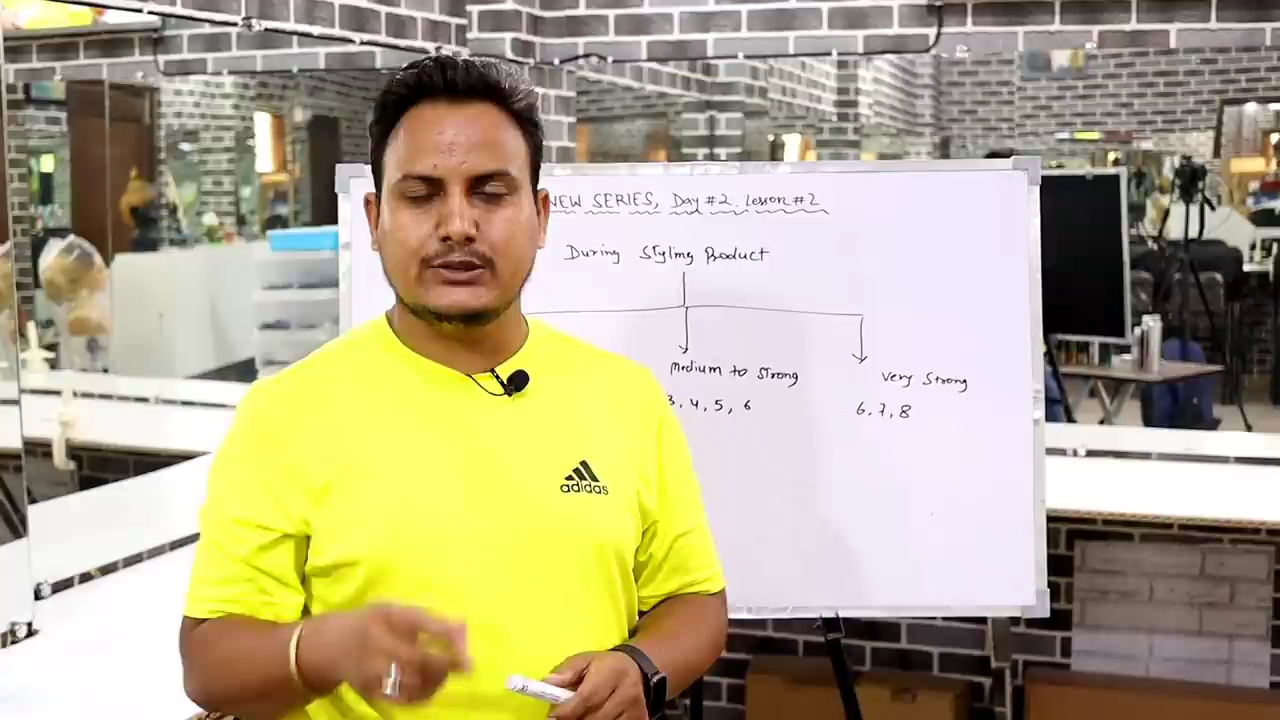 NEW SERIES, Day #2. Lesson #2
During Styling Product
Medium to Strong
Very Strong
3, 4, 5, 6
6, 7, 8
adidas